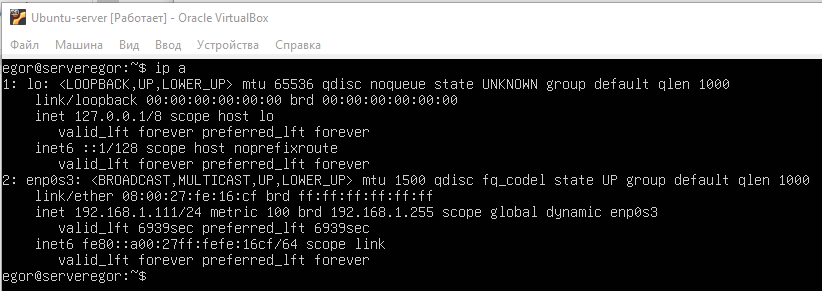 Ubuntu-server [Работает] - Oracle VirtualBox
Файл Машина Вид Ввод Устройства Справка
egor@serveregor:~$ ip a
1: lo: <LOOPBACK,UP,LOWER_UP> mtu 65536 qdisc noqueue state UNKNOWN group default qlen 1000
    link/loopback 00:00:00:00:00:00 brd 00:00:00:00:00:00
    inet 127.0.0.1/8 scope host lo
       valid_lft forever preferred_lft forever
    inet6 ::1/128 scope host noprefixroute
       valid_lft forever preferred_lft forever
2: enp0s3: <BROADCAST,MULTICAST,UP,LOWER_UP> mtu 1500 qdisc fq_codel state UP group default qlen 1000
    link/ether 08:00:27:fe:16:cf brd ff:ff:ff:ff:ff:ff
    inet 192.168.1.111/24 metric 100 brd 192.168.1.255 scope global dynamic enp0s3
       valid_lft 6939sec preferred_lft 6939sec
    inet6 fe80::a00:27ff:fefe:16cf/64 scope link
       valid_lft forever preferred_lft forever
egor@serveregor:~$